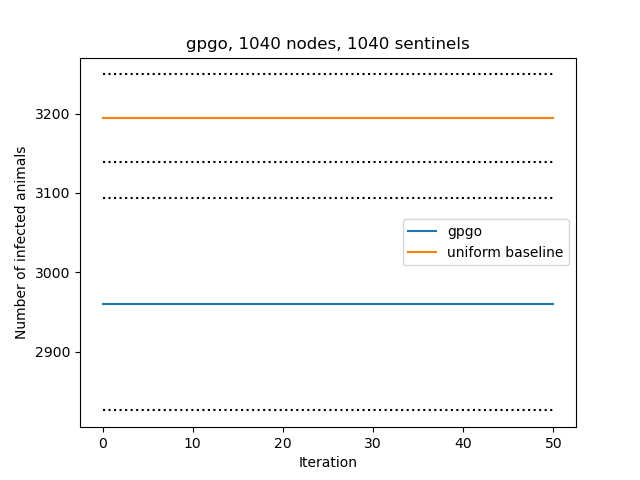 gpgo, 1040 nodes, 1040 sentinels
3200
3100
3000
2900
Number of infected animals
gpgo
uniform baseline
0 10 20 30 40 50
Iteration